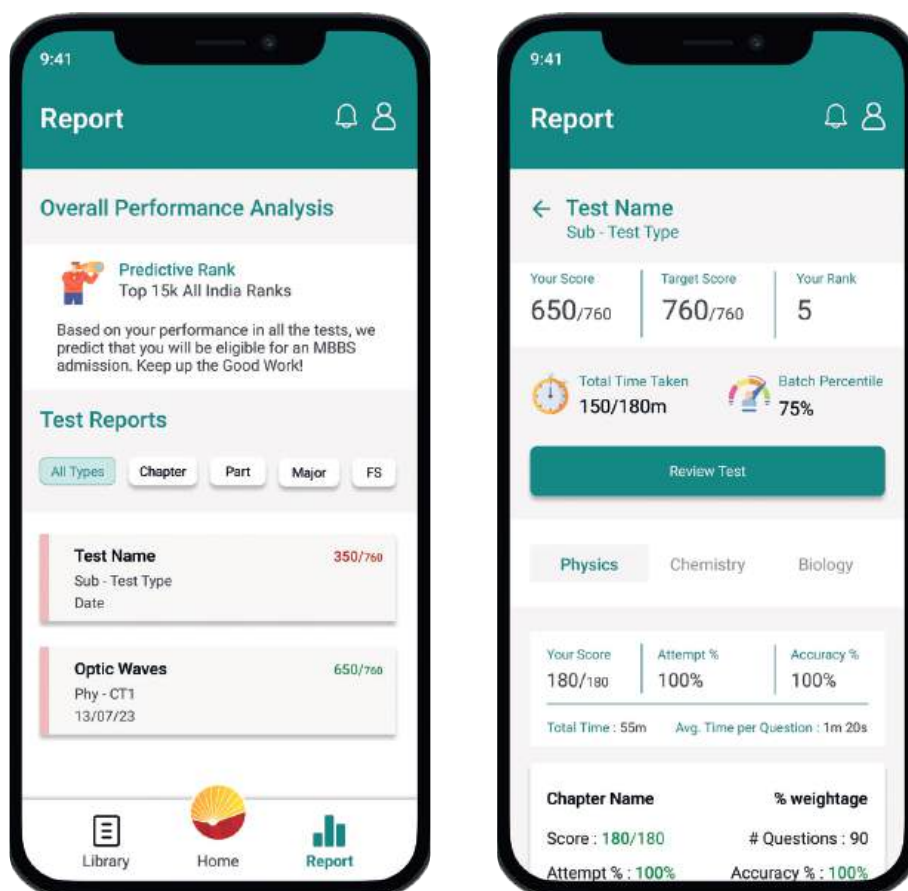 9:41
Report
Overall Performance Analysis
Predictive Rank
Top 15k All India Ranks
Based on your performance in all the tests, we
predict that you will be eligible for an MBBS
admission. Keep up the Good Work!
Test Reports
All Types Chapter Part Major FS
Test Name 350/760
Sub - Test Type
Date
Optic Waves 650/760
Phy - CT1
13/07/23
Library Home Report
9:41
Report
← Test Name
Sub - Test Type
Your Score Target Score Your Rank
650/760 760/760 5
Total Time Taken Batch Percentile
150/180m 75%
Review Test
Physics Chemistry Biology
Your Score Attempt % Accuracy %
180/180 100% 100%
Total Time : 55m Avg. Time per Question : 1m 20s
Chapter Name % weightage
Score : 180/180 # Questions : 90
Attempt % : 100% Accuracy % : 100%